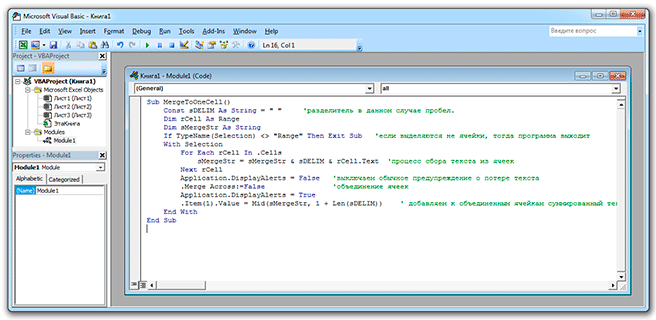 Microsoft Visual Basic - Книга1
File Edit View Insert Format Debug Run Tools Add-Ins Window Help
Введите вопрос
Ln 16, Col 1
Project - VBAProject
VBAProject (Книга1)
Microsoft Excel Objects
Лист1 (Лист1)
Лист2 (Лист2)
Лист3 (Лист3)
ЭтаКнига
Modules
Module1
Properties - Module1
Module1 Module
Alphabetic Categorized
(Name) Module1
Книга1 - Module1 (Code)
(General) all
Sub MergeToOneCell()
Const sDELIM As String = " " 'разделитель в данном случае пробел.
Dim rCell As Range
Dim sMergeStr As String
If TypeName(Selection) <> "Range" Then Exit Sub 'если выделяются не ячейки, тогда программа выходит
With Selection
For Each rCell In .Cells
sMergeStr = sMergeStr & sDELIM & rCell.Text 'процесс сбора текста из ячеек
Next rCell
Application.DisplayAlerts = False 'выключаем обычное предупреждение о потере текста
.Merge Across:=False 'объединение ячеек
Application.DisplayAlerts = True
.Item(1).Value = Mid(sMergeStr, 1 + Len(sDELIM)) ' добавляем к объединенным ячейкам суммированный те
End With
End Sub